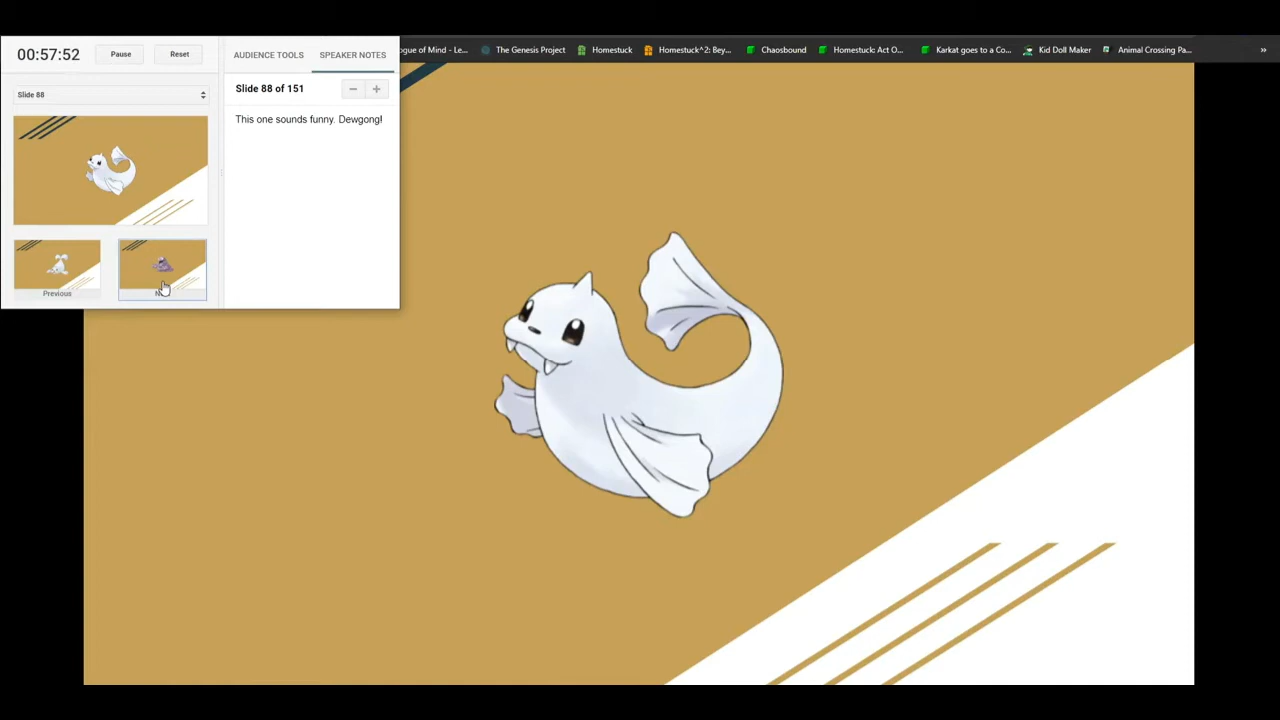 00:57:52
Pause
Reset
AUDIENCE TOOLS
SPEAKER NOTES
ogue of Mind - Le...
The Genesis Project
Homestuck
Homestuck^2: Bey...
Chaosbound
Homestuck: Act O...
Karkat goes to a Co...
Kid Doll Maker
Animal Crossing Pa...
»
Slide 88
Slide 88 of 151
− +
This one sounds funny. Dewgong!
Previous